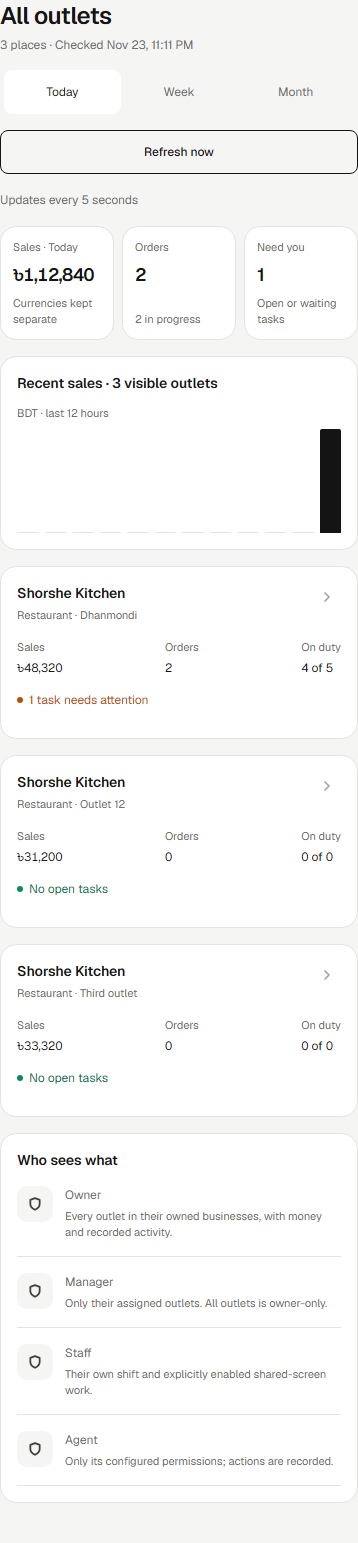 All outlets
3 places · Checked Nov 23, 11:11 PM
Today
Week
Month
Refresh now
Updates every 5 seconds
Sales · Today
৳1,12,840
Currencies kept
separate
Orders
2
2 in progress
Need you
1
Open or waiting
tasks
Recent sales · 3 visible outlets
BDT · last 12 hours
Shorshe Kitchen
Restaurant · Dhanmondi
Sales Orders On duty
৳48,320 2 4 of 5
1 task needs attention
Shorshe Kitchen
Restaurant · Outlet 12
Sales Orders On duty
৳31,200 0 0 of 0
No open tasks
Shorshe Kitchen
Restaurant · Third outlet
Sales Orders On duty
৳33,320 0 0 of 0
No open tasks
Who sees what
Owner
Every outlet in their owned businesses, with money
and recorded activity.
Manager
Only their assigned outlets. All outlets is owner-only.
Staff
Their own shift and explicitly enabled shared-screen
work.
Agent
Only its configured permissions; actions are recorded.